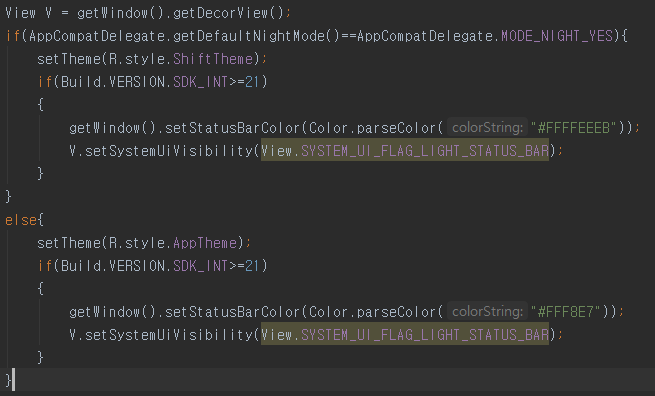 View V = getWindow().getDecorView();
if(AppCompatDelegate.getDefaultNightMode()==AppCompatDelegate.MODE_NIGHT_YES){
    setTheme(R.style.ShiftTheme);
    if(Build.VERSION.SDK_INT>=21)
    {
        getWindow().setStatusBarColor(Color.parseColor( colorString: "#FFFFEEEB"));
        V.setSystemUiVisibility(View.SYSTEM_UI_FLAG_LIGHT_STATUS_BAR);
    }
}
else{
    setTheme(R.style.AppTheme);
    if(Build.VERSION.SDK_INT>=21)
    {
        getWindow().setStatusBarColor(Color.parseColor( colorString: "#FFF8E7"));
        V.setSystemUiVisibility(View.SYSTEM_UI_FLAG_LIGHT_STATUS_BAR);
    }
}